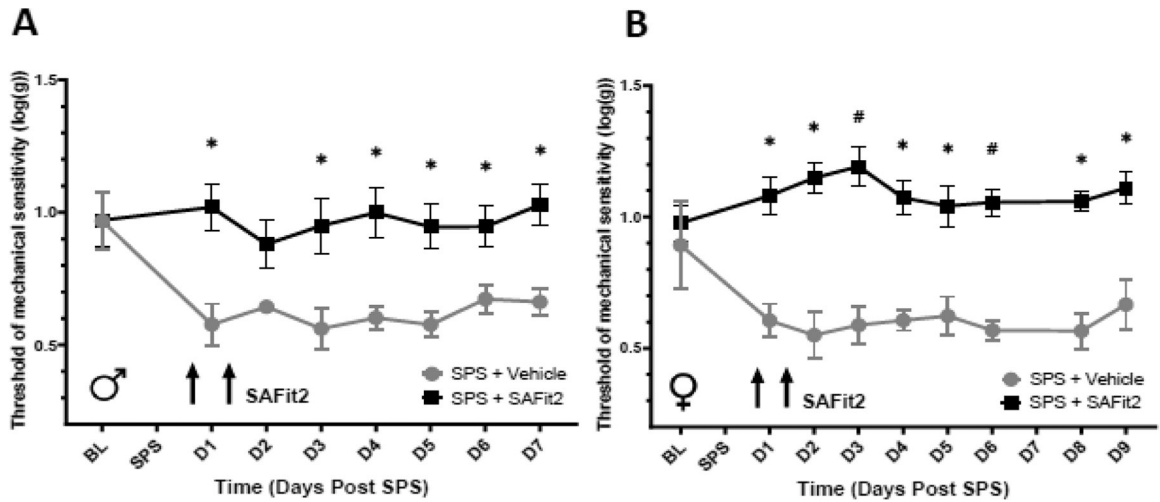 A
Threshold of mechanical sensitivity (log(g))
1.5
1.0
0.5
* * * * * * 
♂
SAFit2
SPS + Vehicle
SPS + SAFit2
BL SPS D1 D2 D3 D4 D5 D6 D7
Time (Days Post SPS)
B
Threshold of mechanical sensitivity (log(g))
1.5
1.0
0.5
* * # * * # * *
♀
SAFit2
SPS + Vehicle
SPS + SAFit2
BL SPS D1 D2 D3 D4 D5 D6 D7 D8 D9
Time (Days Post SPS)